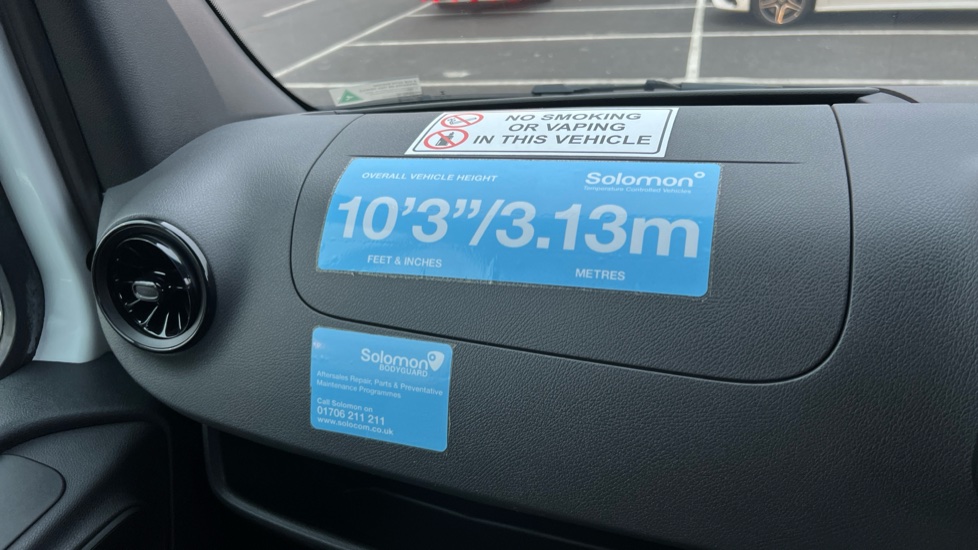 NO SMOKING
OR VAPING
IN THIS VEHICLE
OVERALL VEHICLE HEIGHT
Solomon°
Temperature Controlled Vehicles
10'3"/3.13m
FEET & INCHES
METRES
Solomon
BODYGUARD
Aftersales Repair, Parts & Preventative
Maintenance Programmes
Call Solomon on
01706 211 211
www.solocom.co.uk